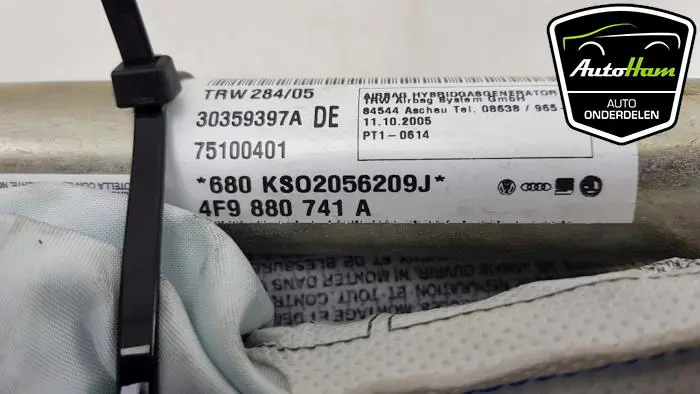 AutoHam
AUTO
ONDERDELEN
TRW 284/05
30359397A DE
75100401
AIRBAG HYBRIDGASGENERATOR
TRW Airbag System GmbH
84544 Aschau Tel. 08638 / 965-
11.10.2005
PT1-0614
*680 KS02056209J*
4F9 880 741 A